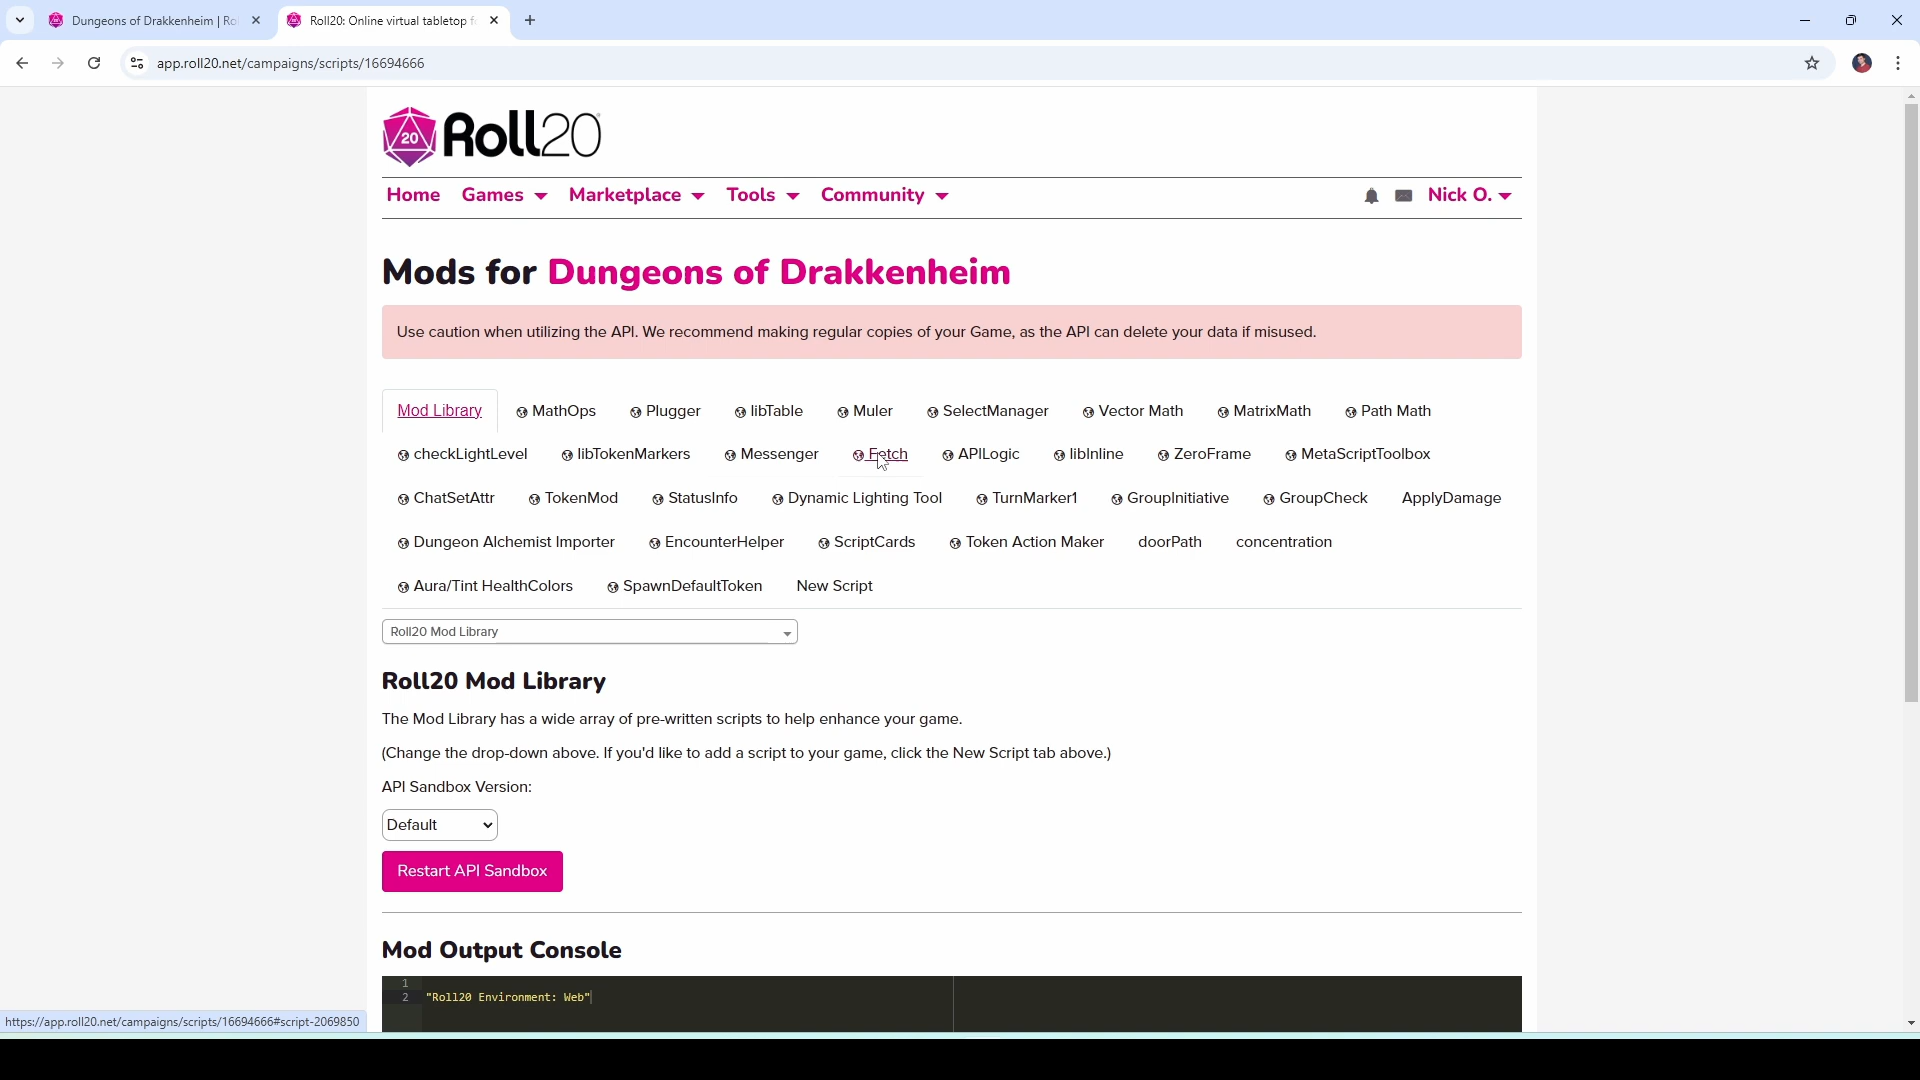 Dungeons of Drakkenheim | Ro
Roll20: Online virtual tabletop f
app.roll20.net/campaigns/scripts/16694666
20 Roll20
Home Games Marketplace Tools Community Nick O.
Mods for Dungeons of Drakkenheim
Use caution when utilizing the API. We recommend making regular copies of your Game, as the API can delete your data if misused.
Mod Library MathOps Plugger libTable Muler SelectManager Vector Math MatrixMath Path Math
checkLightLevel libTokenMarkers Messenger Fetch APILogic libInline ZeroFrame MetaScriptToolbox
ChatSetAttr TokenMod StatusInfo Dynamic Lighting Tool TurnMarker1 GroupInitiative GroupCheck ApplyDamage
Dungeon Alchemist Importer EncounterHelper ScriptCards Token Action Maker doorPath concentration
Aura/Tint HealthColors SpawnDefaultToken New Script
Roll20 Mod Library
Roll20 Mod Library
The Mod Library has a wide array of pre-written scripts to help enhance your game.
(Change the drop-down above. If you'd like to add a script to your game, click the New Script tab above.)
API Sandbox Version:
Default
Restart API Sandbox
Mod Output Console
1
2 "Roll20 Environment: Web"
https://app.roll20.net/campaigns/scripts/16694666#script-2069850